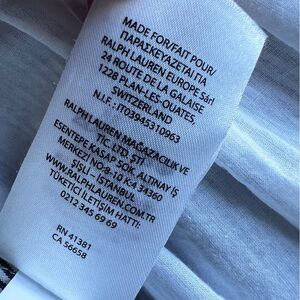 MADE FOR/FAIT POUR/
ΠΑΡΑΣΚΕΥΑΖΕΤΑΙ ΓΙΑ
RALPH LAUREN EUROPE Sàrl
24 ROUTE DE LA GALAISE
1228 PLAN-LES-OUATES,
SWITZERLAND
N.I.F.: IT03945310963
RALPH LAUREN MAGAZACILIK VE
TIC. LTD. ŞTİ.
ESENTEPE KASAP SOK. ALTINAY İŞ
MERKEZİ NO:8-10 K:4 34360
ŞİŞLİ - İSTANBUL
WWW.RALPHLAUREN.COM.TR
TÜKETİCİ İLETİŞİM HATTI:
0212 345 69 69
RN 41381
CA 56658